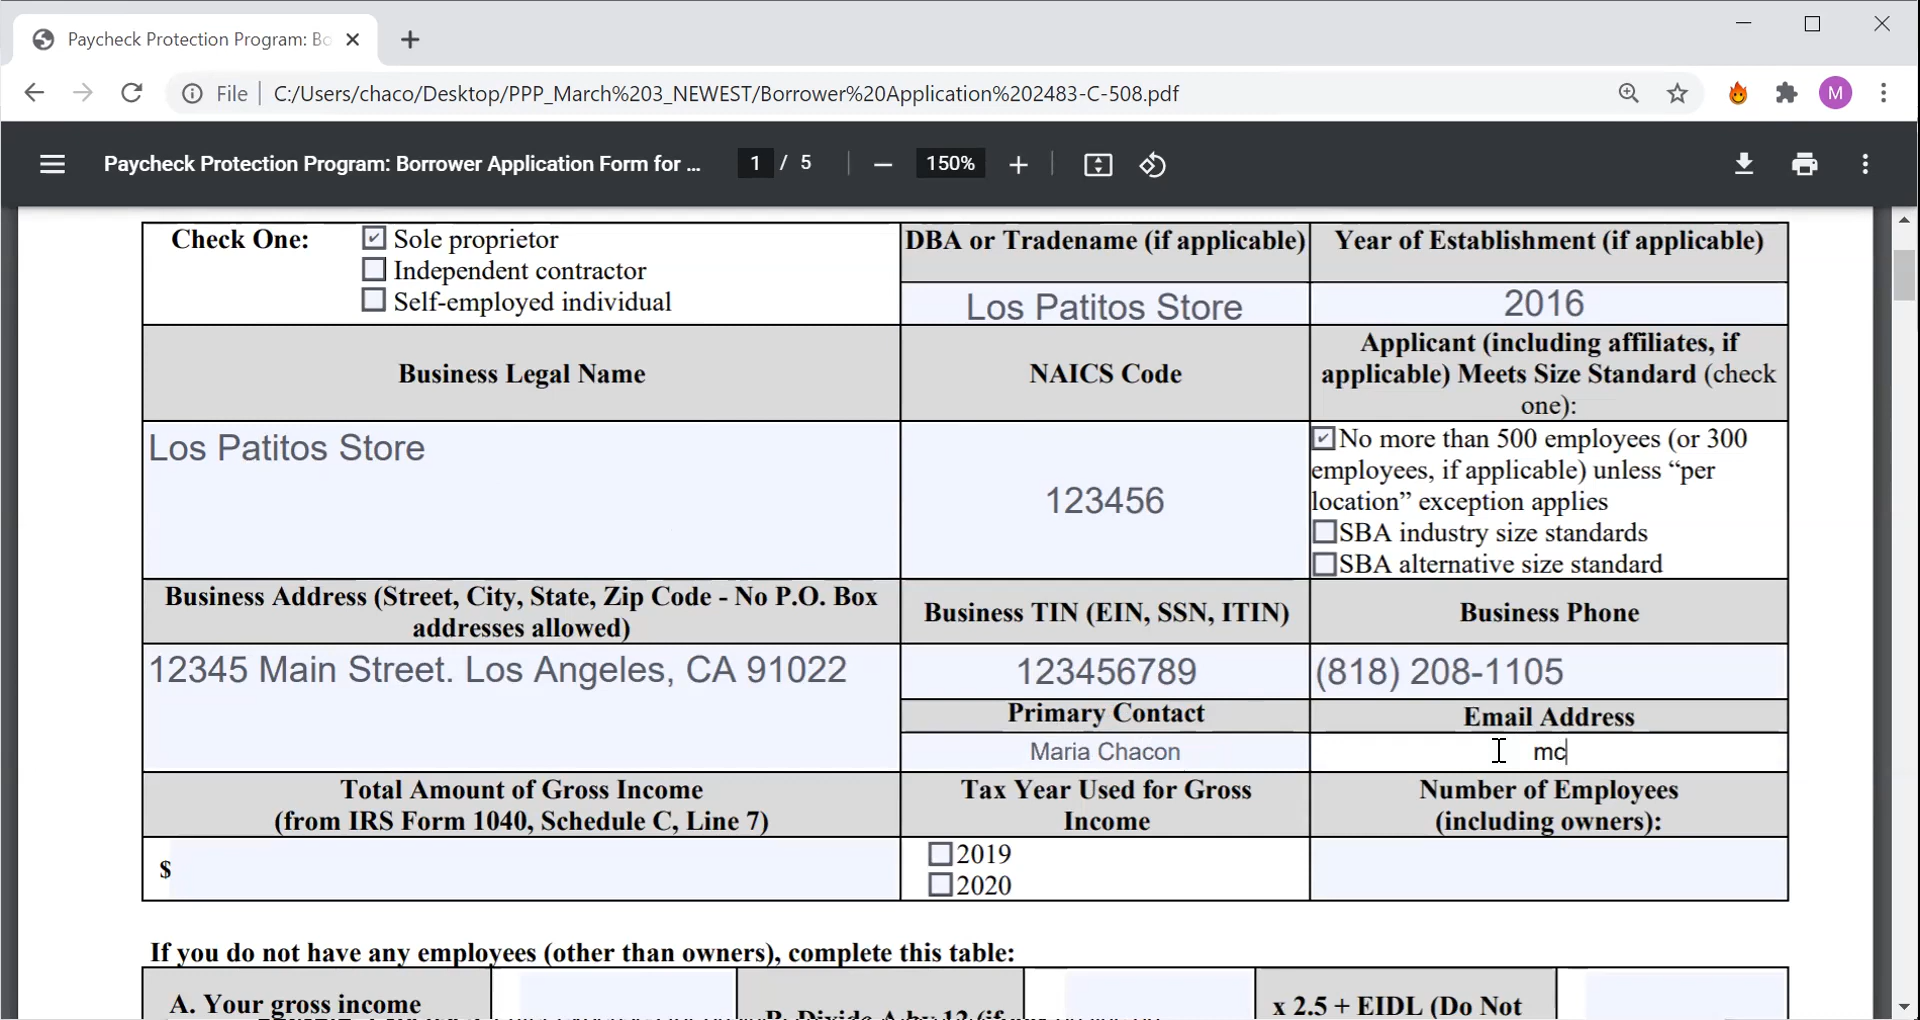 Paycheck Protection Program: Bo
File C:/Users/chaco/Desktop/PPP_March%203_NEWEST/Borrower%20Application%202483-C-508.pdf
M
Paycheck Protection Program: Borrower Application Form for ...
1 / 5
150%
Check One:
Sole proprietor
Independent contractor
Self-employed individual
DBA or Tradename (if applicable)
Los Patitos Store
Year of Establishment (if applicable)
2016
Business Legal Name
Los Patitos Store
NAICS Code
123456
Applicant (including affiliates, if
applicable) Meets Size Standard (check
one):
No more than 500 employees (or 300
employees, if applicable) unless “per
location” exception applies
SBA industry size standards
SBA alternative size standard
Business Address (Street, City, State, Zip Code - No P.O. Box
addresses allowed)
12345 Main Street. Los Angeles, CA 91022
Business TIN (EIN, SSN, ITIN)
123456789
Business Phone
(818) 208-1105
Primary Contact
Maria Chacon
Email Address
mc
Total Amount of Gross Income
(from IRS Form 1040, Schedule C, Line 7)
$
Tax Year Used for Gross
Income
2019
2020
Number of Employees
(including owners):
If you do not have any employees (other than owners), complete this table:
A. Your gross income
B. Divide A by 12 (if
x 2.5 + EIDL (Do Not